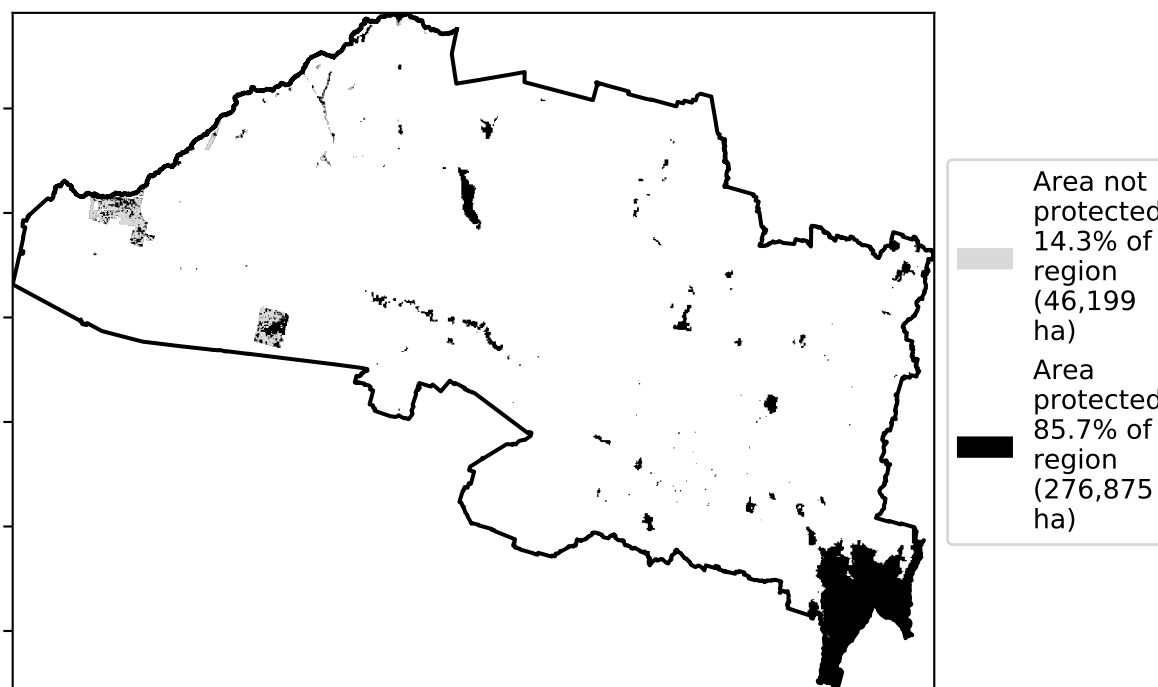 Area not
protected
14.3% of
region
(46,199
ha)
Area
protected
85.7% of
region
(276,875
ha)